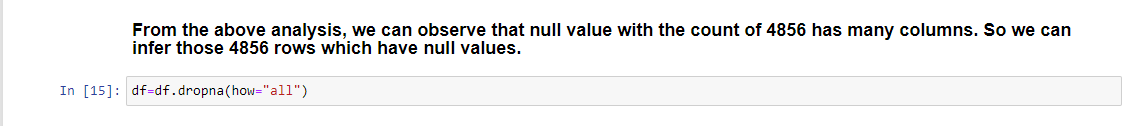 From the above analysis, we can observe that null value with the count of 4856 has many columns. So we can
infer those 4856 rows which have null values.
In [15]: df=df.dropna(how="all")